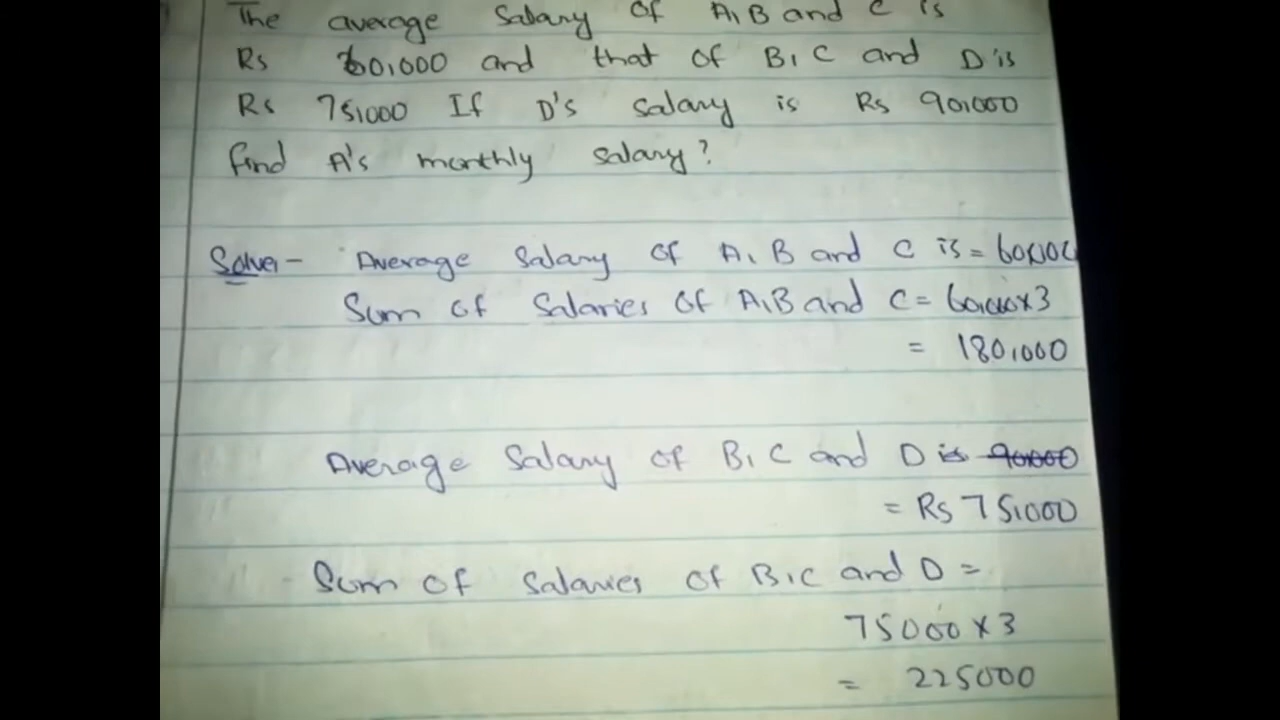 The average Salary of A, B and C is
Rs 60,000 and that of B, C and D is
Rs 75,000 If D's salary is Rs 90,000
find A's monthly salary?
Solve:- Average Salary of A, B and C is = 60,000
Sum of Salaries of A, B and C = 60,000 x 3
= 180,000
Average Salary of B, C and D is 90000
= Rs 75,000
Sum of Salaries of B, C and D =
75000 x 3
= 225000